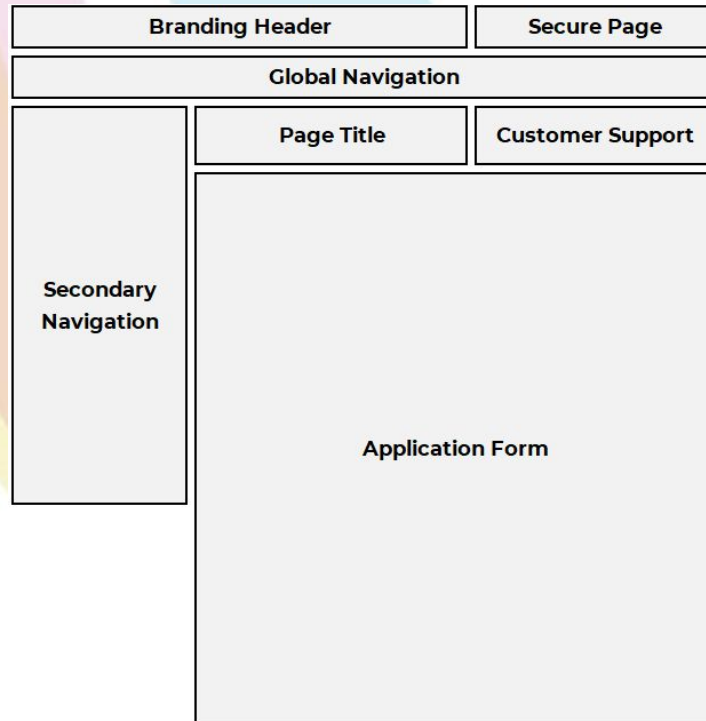 Branding Header
Secure Page
Global Navigation
Page Title
Customer Support
Secondary
Navigation
Application Form